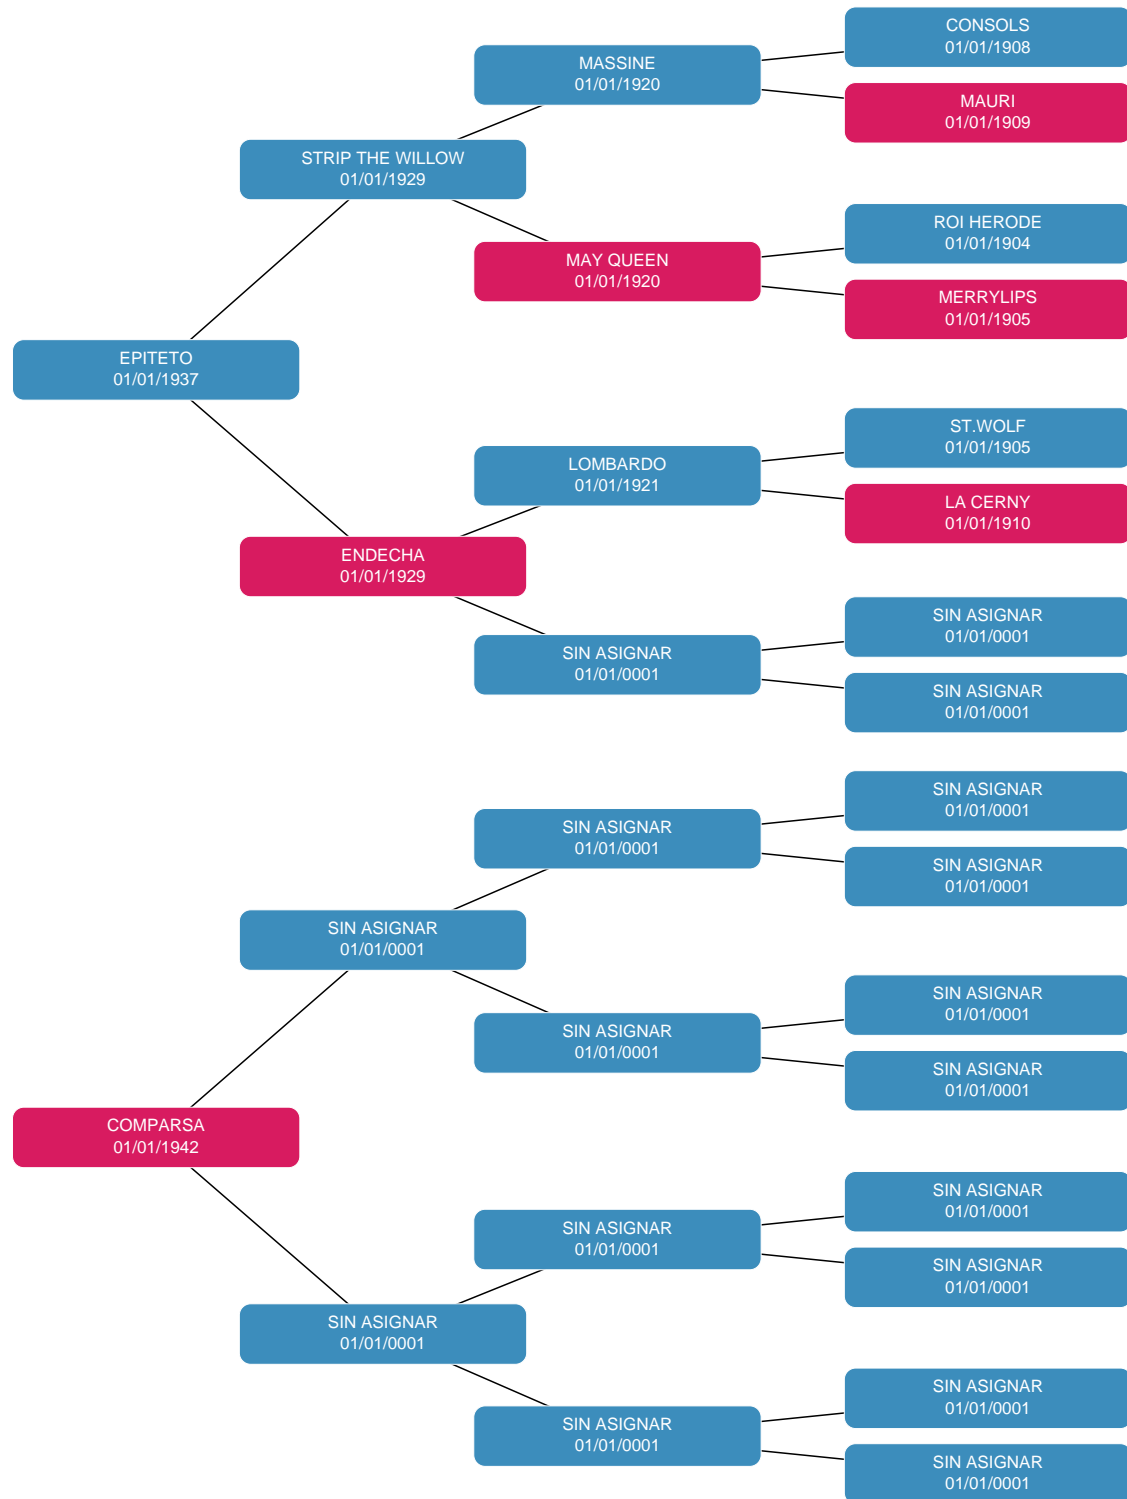 CONSOLS
01/01/1908
MASSINE
01/01/1920
MAURI
01/01/1909
STRIP THE WILLOW
01/01/1929
ROI HERODE
01/01/1904
MAY QUEEN
01/01/1920
MERRYLIPS
01/01/1905
EPITETO
01/01/1937
ST.WOLF
01/01/1905
LOMBARDO
01/01/1921
LA CERNY
01/01/1910
ENDECHA
01/01/1929
SIN ASIGNAR
01/01/0001
SIN ASIGNAR
01/01/0001
SIN ASIGNAR
01/01/0001
SIN ASIGNAR
01/01/0001
SIN ASIGNAR
01/01/0001
SIN ASIGNAR
01/01/0001
SIN ASIGNAR
01/01/0001
SIN ASIGNAR
01/01/0001
SIN ASIGNAR
01/01/0001
SIN ASIGNAR
01/01/0001
COMPARSA
01/01/1942
SIN ASIGNAR
01/01/0001
SIN ASIGNAR
01/01/0001
SIN ASIGNAR
01/01/0001
SIN ASIGNAR
01/01/0001
SIN ASIGNAR
01/01/0001
SIN ASIGNAR
01/01/0001
SIN ASIGNAR
01/01/0001